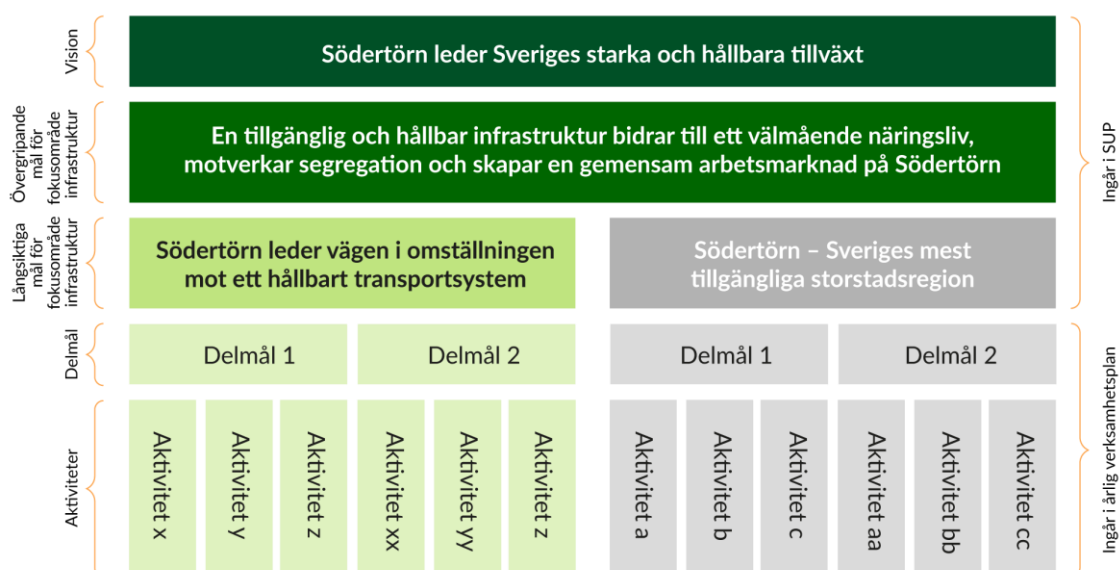 Vision
Södertörn leder Sveriges starka och hållbara tillväxt
Övergripande
mål för
fokusområde
infrastruktur
En tillgänglig och hållbar infrastruktur bidrar till ett välmående näringsliv,
motverkar segregation och skapar en gemensam arbetsmarknad på Södertörn
Ingår i SUP
Långsiktiga
mål för
fokusområde
infrastruktur
Södertörn leder vägen i omställningen
mot ett hållbart transportsystem
Södertörn – Sveriges mest
tillgängliga storstadsregion
Delmål
Delmål 1
Delmål 2
Delmål 1
Delmål 2
Aktiviteter
Aktivitet x
Aktivitet y
Aktivitet z
Aktivitet xx
Aktivitet yy
Aktivitet z
Aktivitet a
Aktivitet b
Aktivitet c
Aktivitet aa
Aktivitet bb
Aktivitet cc
Ingår i årlig verksamhetsplan